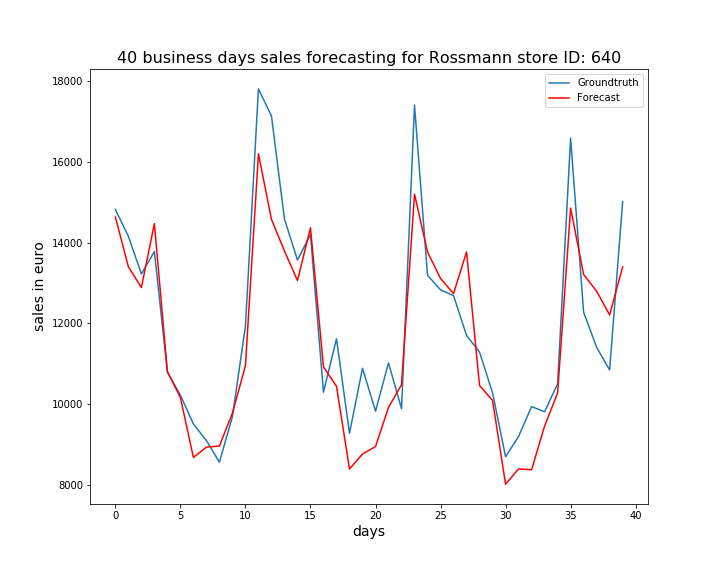 40 business days sales forecasting for Rossmann store ID: 640
Groundtruth
Forecast
sales in euro
18000
16000
14000
12000
10000
8000
0 5 10 15 20 25 30 35 40
days